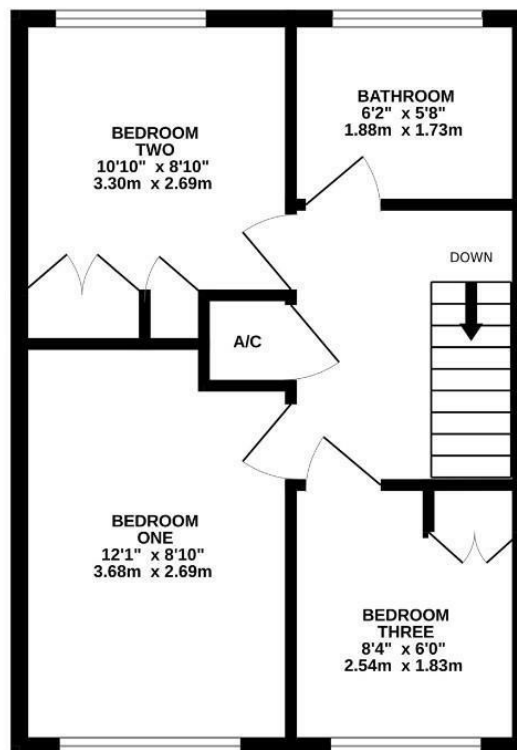 BEDROOM
TWO
10'10" x 8'10"
3.30m x 2.69m
BATHROOM
6'2" x 5'8"
1.88m x 1.73m
DOWN
A/C
BEDROOM
ONE
12'1" x 8'10"
3.68m x 2.69m
BEDROOM
THREE
8'4" x 6'0"
2.54m x 1.83m